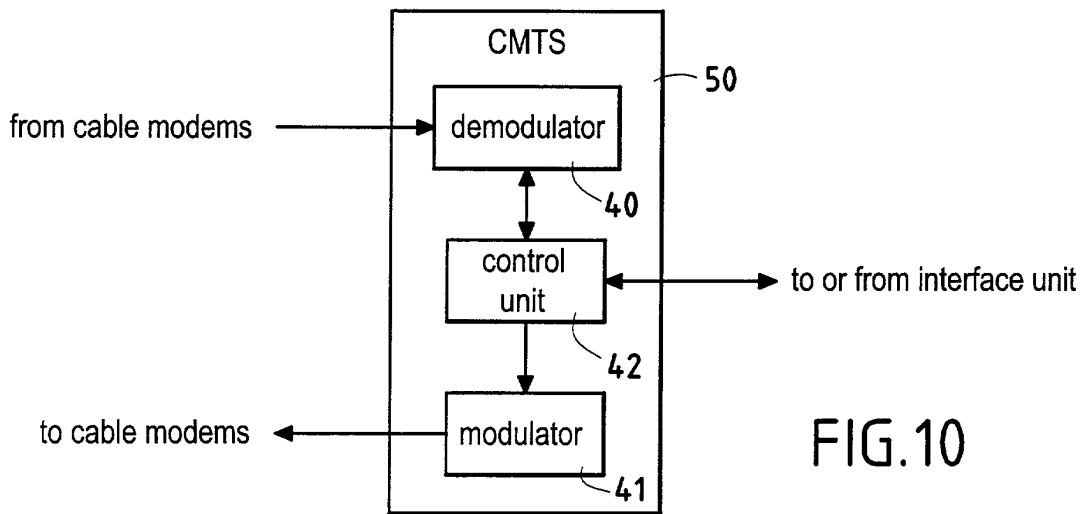 CMTS
50
from cable modems
demodulator
40
control
unit
to or from interface unit
42
to cable modems
modulator
41
FIG.10